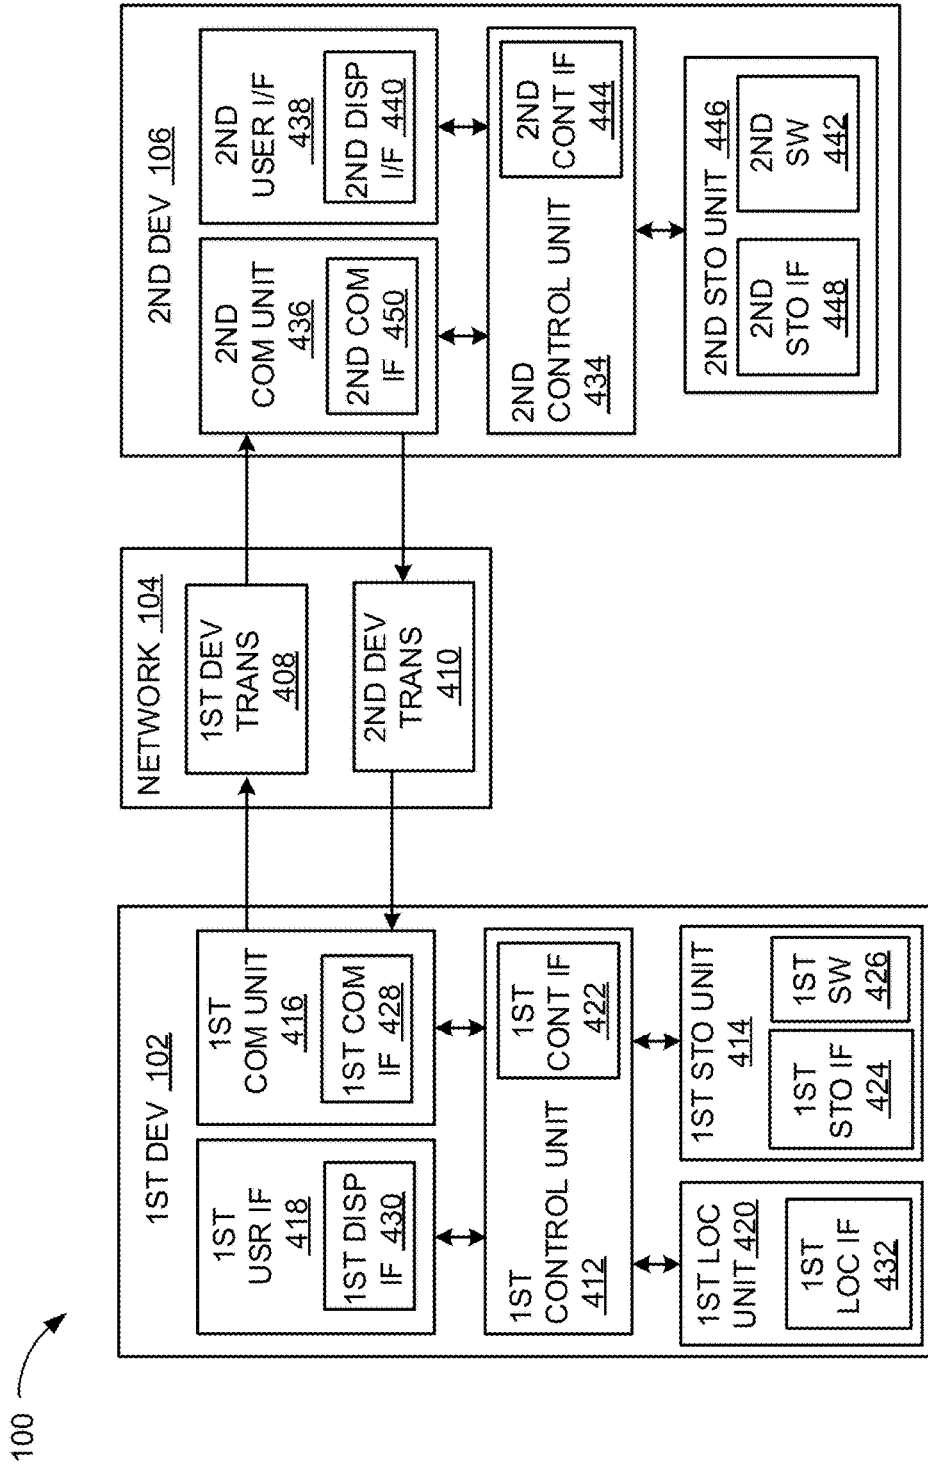 100
1ST DEV 102
1ST
USR IF
418
1ST DISP
IF 430
1ST
COM UNIT
416
1ST COM
IF 428
1ST
CONTROL UNIT
412
1ST
CONT IF
422
1ST LOC
UNIT 420
1ST
LOC IF
432
1ST STO UNIT
414
1ST
STO IF
424
1ST
SW
426
NETWORK 104
1ST DEV
TRANS
408
2ND DEV
TRANS
410
2ND DEV 106
2ND
COM UNIT
436
2ND COM
IF 450
2ND
USER I/F
438
2ND DISP
I/F 440
2ND
CONTROL UNIT
434
2ND
CONT IF
444
2ND STO UNIT 446
2ND
STO IF
448
2ND
SW
442